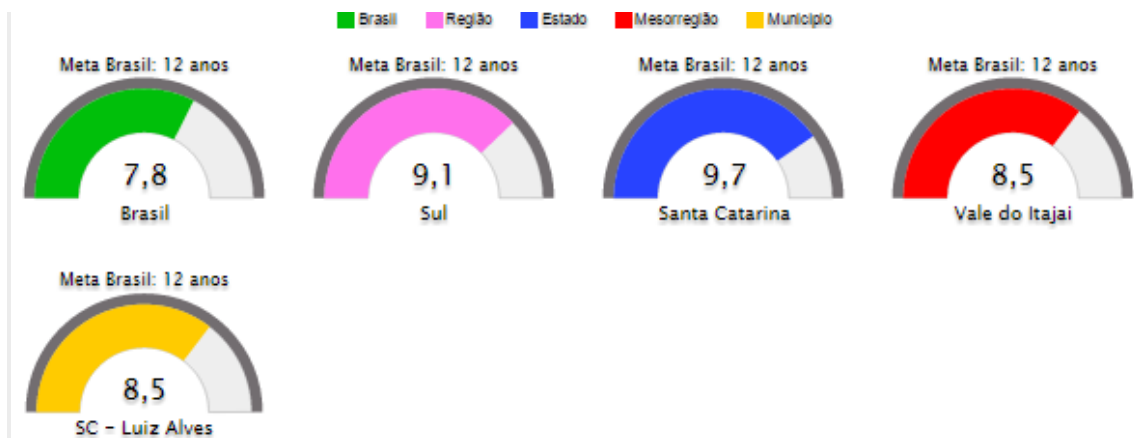 Brasil Região Estado Mesorregião Município
Meta Brasil: 12 anos Meta Brasil: 12 anos Meta Brasil: 12 anos Meta Brasil: 12 anos
7,8 9,1 9,7 8,5
Brasil Sul Santa Catarina Vale do Itajai
Meta Brasil: 12 anos
8,5
SC - Luiz Alves